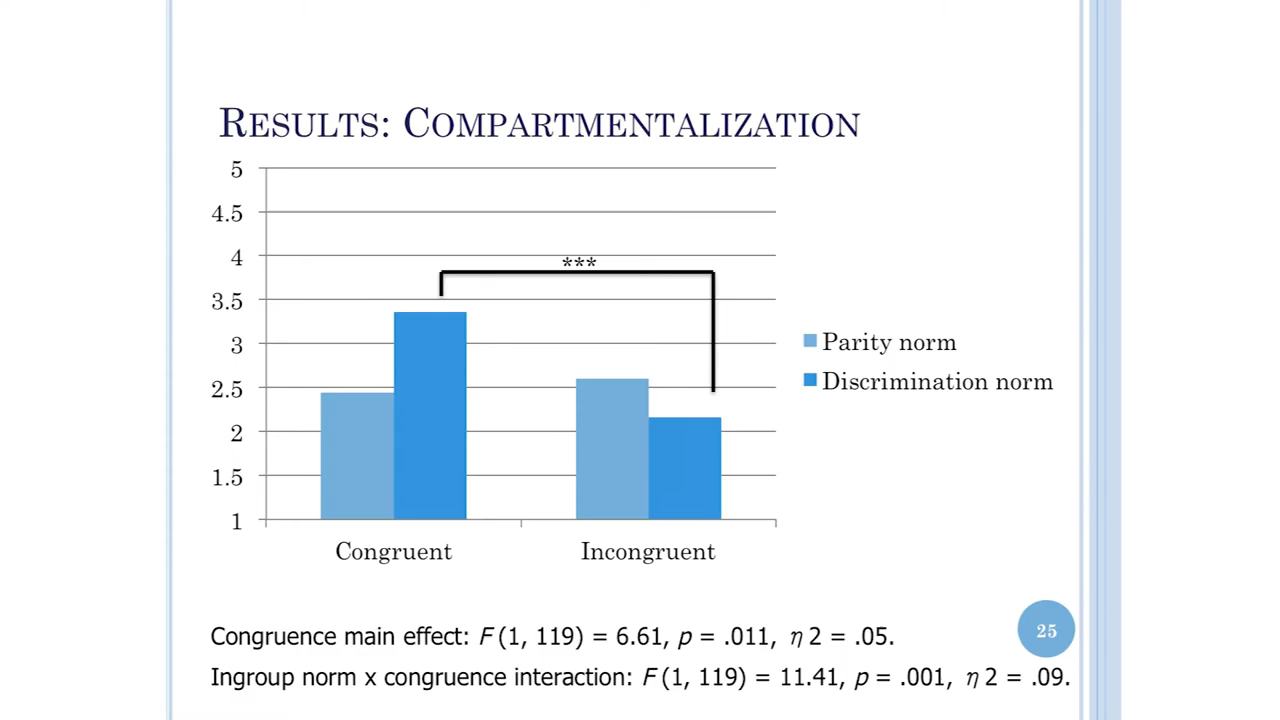 RESULTS: COMPARTMENTALIZATION
5
4.5
4
3.5
3
2.5
2
1.5
1
***
Congruent
Incongruent
Parity norm
Discrimination norm
Congruence main effect: F (1, 119) = 6.61, p = .011, η 2 = .05.
Ingroup norm x congruence interaction: F (1, 119) = 11.41, p = .001, η 2 = .09.
25